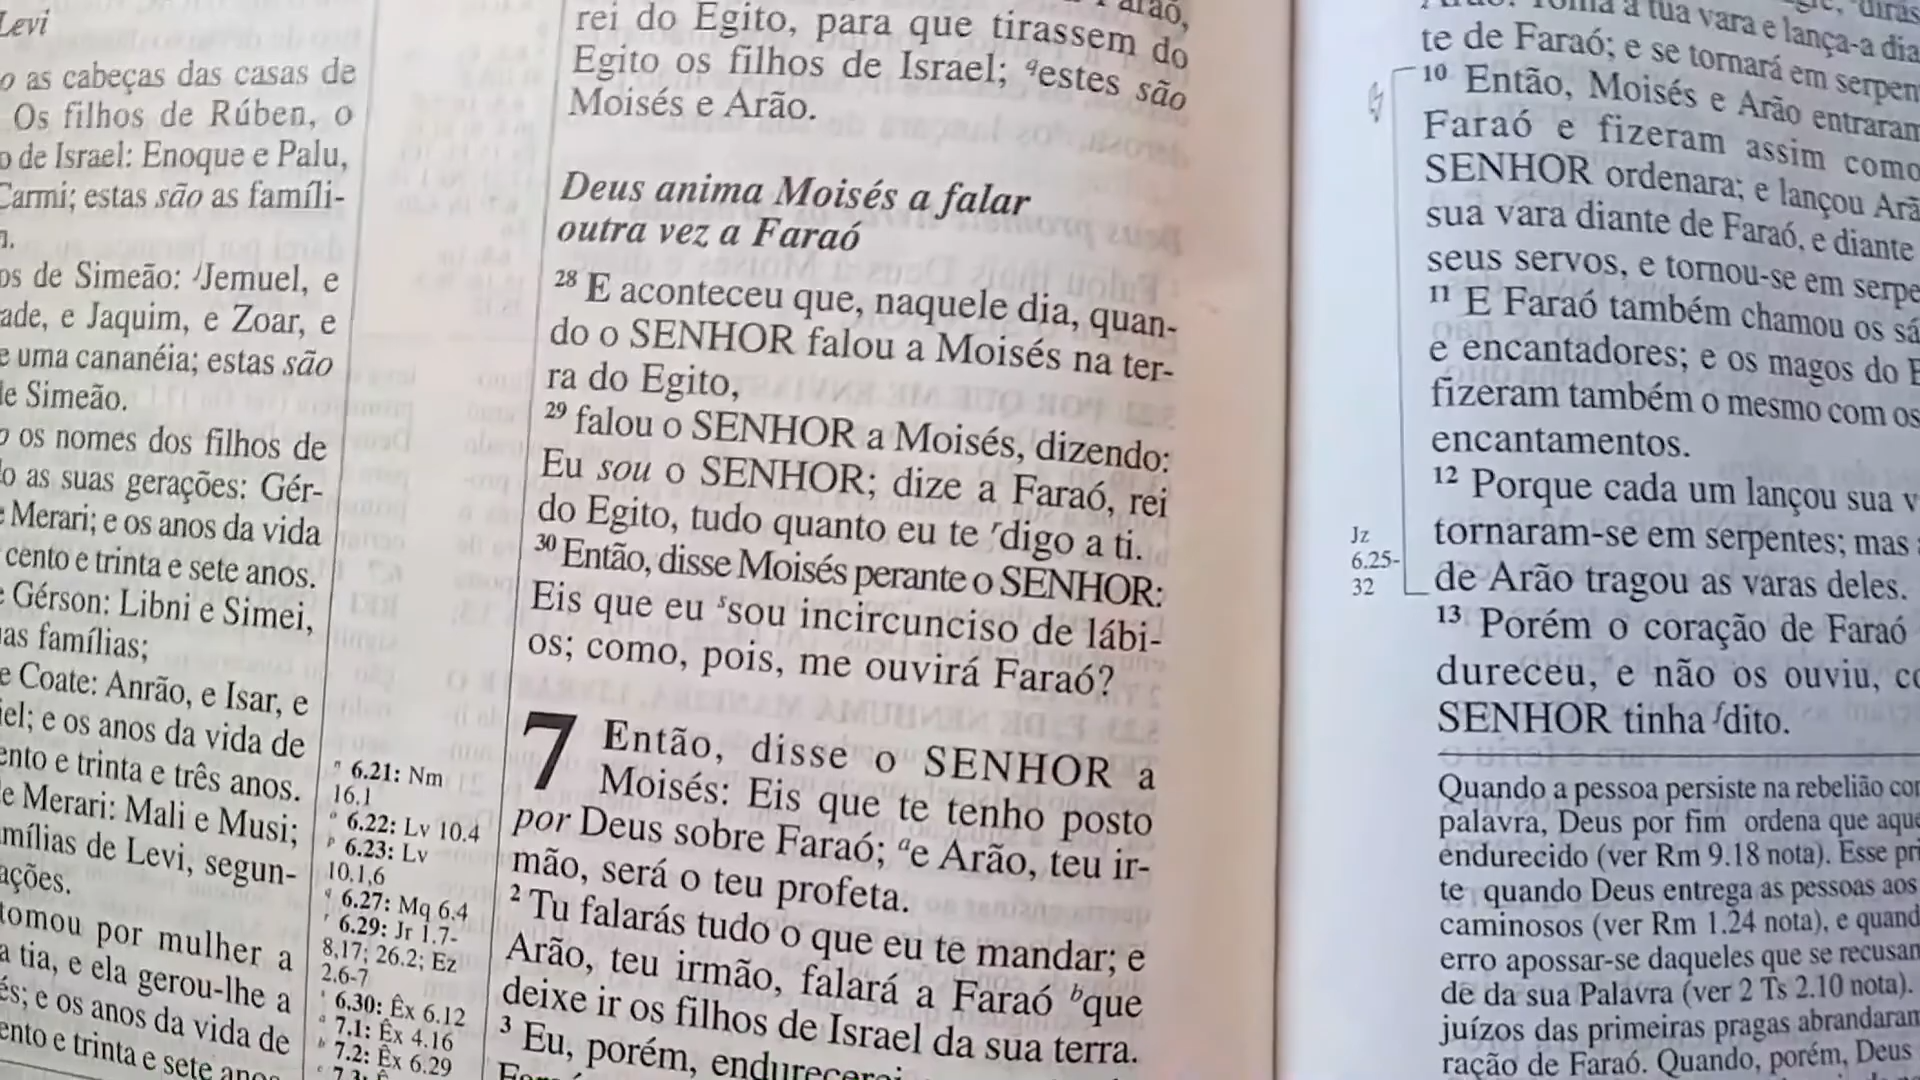 Levi
o as cabeças das casas de
Os filhos de Rúben, o
de Israel: Enoque e Palu,
Carmi; estas são as famíli-
os de Simeão: Jemuel, e
ade, e Jaquim, e Zoar, e
e uma cananéia; estas são
de Simeão.
o os nomes dos filhos de
do as suas gerações: Gér-
e Merari; e os anos da vida
cento e trinta e sete anos.
e Gérson: Libni e Simei,
uas famílias;
e Coate: Anrão, e Isar, e
iel; e os anos da vida de
ento e trinta e três anos.
e Merari: Mali e Musi;
amílias de Levi, segun-
ações.
tomou por mulher a
a tia, e ela gerou-lhe a
és; e os anos da vida de
ento e trinta e sete anos
6.21: Nm
16.1
6.22: Lv 10.4
p 6.23: Lv
10.1,6
q 6.27: Mq 6.4
r 6.29: Jr 1.7-
8,17; 26.2; Ez
2.6-7
s 6.30: Êx 6.12
a 7.1: Êx 4.16
b 7.2: Êx 6.29
Faraó,
rei do Egito, para que tirassem do
Egito os filhos de Israel; q estes são
Moisés e Arão.
Deus anima Moisés a falar
outra vez a Faraó
28 E aconteceu que, naquele dia, quan-
do o SENHOR falou a Moisés na ter-
ra do Egito,
29 falou o SENHOR a Moisés, dizendo:
Eu sou o SENHOR; dize a Faraó, rei
do Egito, tudo quanto eu te r digo a ti.
30 Então, disse Moisés perante o SENHOR:
Eis que eu s sou incircunciso de lábi-
os; como, pois, me ouvirá Faraó?
7 Então, disse o SENHOR a
Moisés: Eis que te tenho posto
por Deus sobre Faraó; a e Arão, teu ir-
mão, será o teu profeta.
2 Tu falarás tudo o que eu te mandar; e
Arão, teu irmão, falará a Faraó b que
deixe ir os filhos de Israel da sua terra.
3 Eu, porém, endurecerei
a tua vara e lança-a dia
te de Faraó; e se tornará em serpen
10 Então, Moisés e Arão entraram
Faraó e fizeram assim como
SENHOR ordenara; e lançou Arã
sua vara diante de Faraó, e diante
seus servos, e tornou-se em serpe
11 E Faraó também chamou os sá
e encantadores; e os magos do E
fizeram também o mesmo com os
encantamentos.
12 Porque cada um lançou sua v
tornaram-se em serpentes; mas
de Arão tragou as varas deles.
13 Porém o coração de Faraó
dureceu, e não os ouviu, co
SENHOR tinha f dito.
Jz
6.25-
32
Quando a pessoa persiste na rebelião con
palavra, Deus por fim ordena que aque
endurecido (ver Rm 9.18 nota). Esse pri
te quando Deus entrega as pessoas aos
caminosos (ver Rm 1.24 nota), e quand
erro apossar-se daqueles que se recusam
de da sua Palavra (ver 2 Ts 2.10 nota).
juízos das primeiras pragas abrandaram
ração de Faraó. Quando, porém, Deus